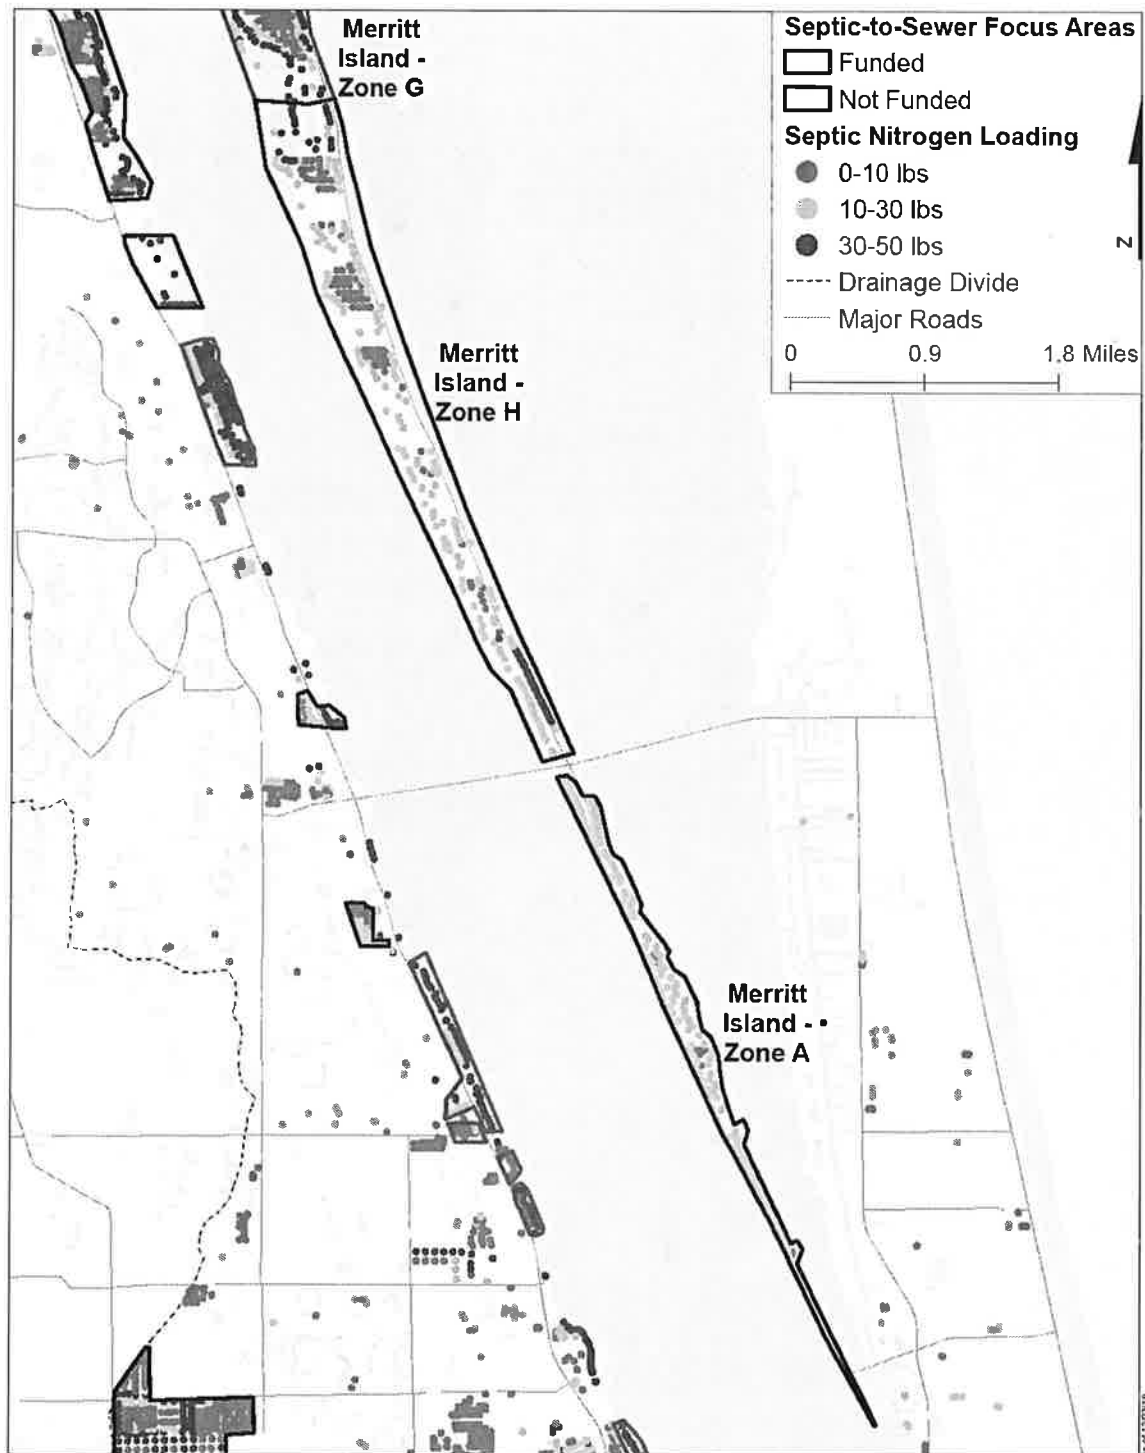 Merritt
Island -
Zone G
Septic-to-Sewer Focus Areas
Funded
Not Funded
Septic Nitrogen Loading
0-10 lbs
10-30 lbs
30-50 lbs
Drainage Divide
Major Roads
0 0.9 1.8 Miles
N
Merritt
Island -
Zone H
Merritt
Island -
Zone A